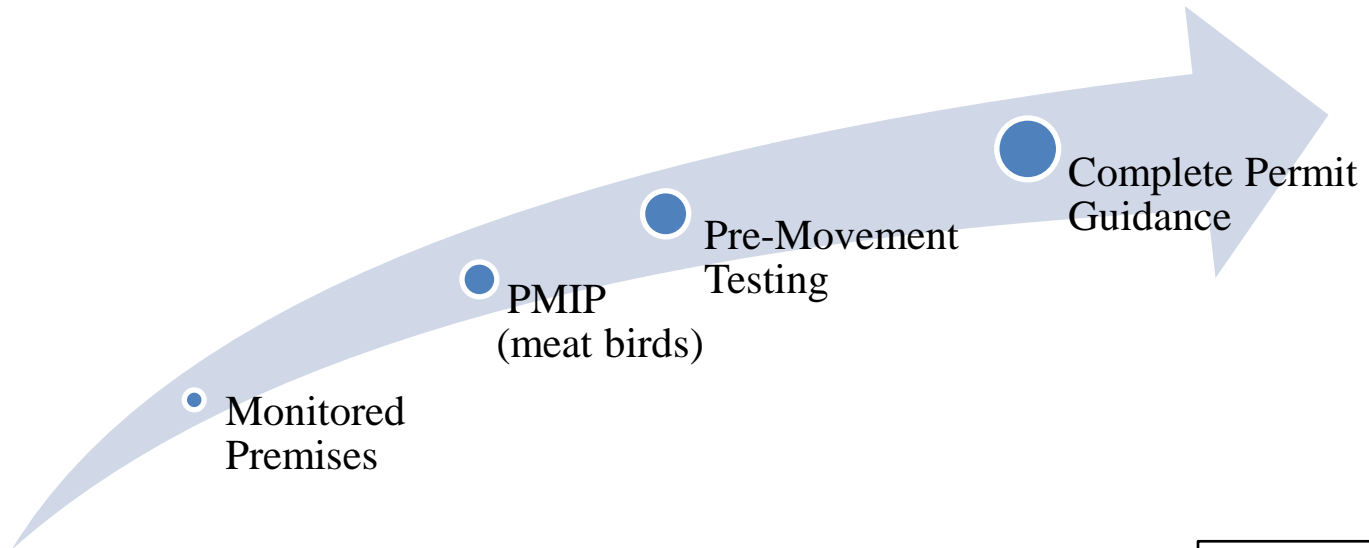 Monitored
Premises
PMIP
(meat birds)
Pre-Movement
Testing
Complete Permit
Guidance